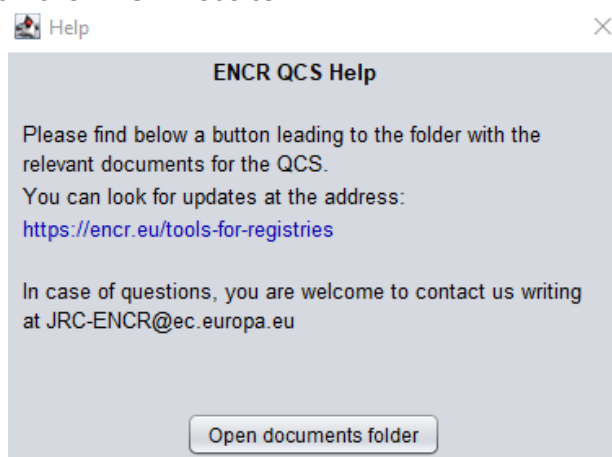 Help
ENCR QCS Help
Please find below a button leading to the folder with the
relevant documents for the QCS.
You can look for updates at the address:
https://encr.eu/tools-for-registries
In case of questions, you are welcome to contact us writing
at JRC-ENCR@ec.europa.eu
Open documents folder